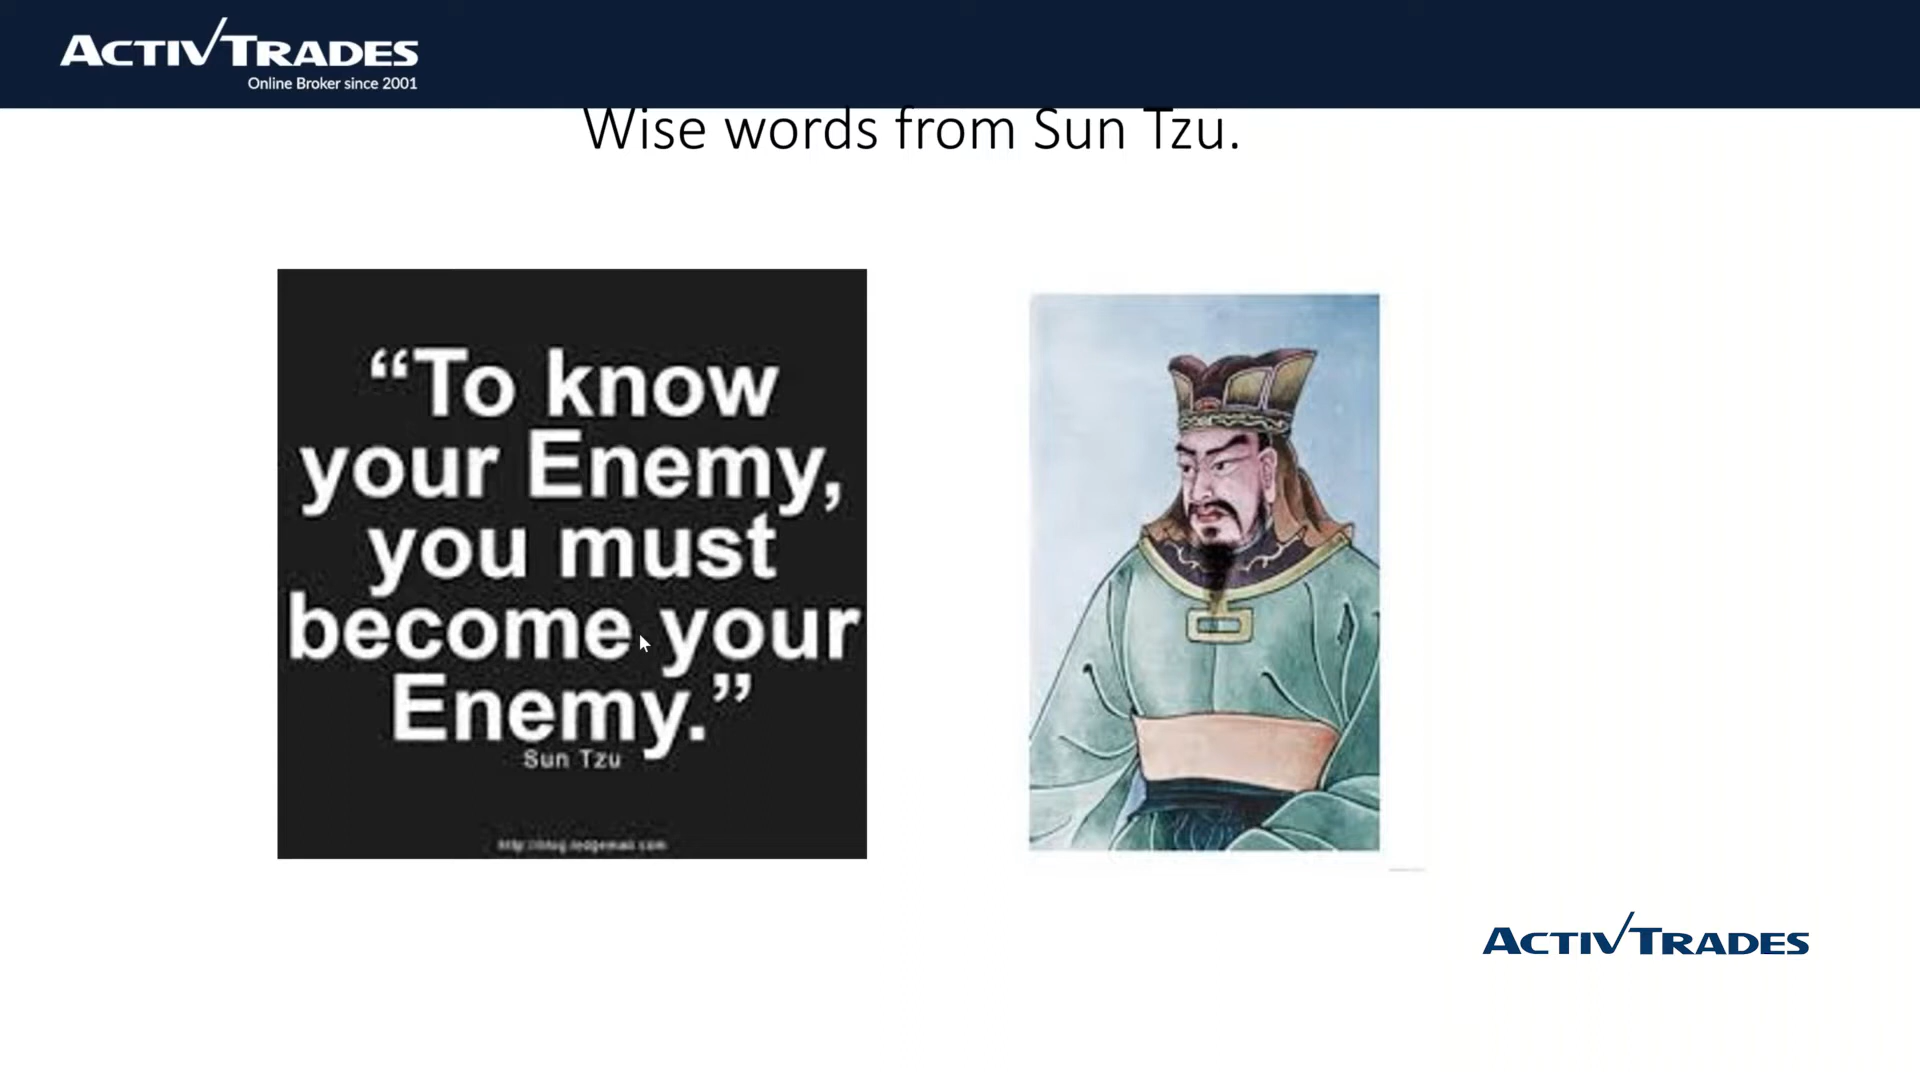 ACTIVTRADES
Online Broker since 2001
Wise words from Sun Tzu.
“To know
your Enemy,
you must
become your
Enemy.”
Sun Tzu
ACTIVTRADES